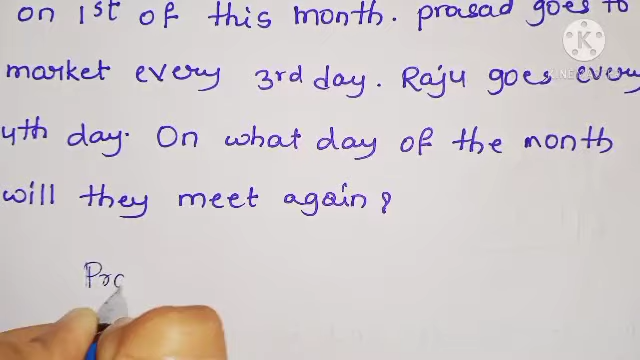 on 1st of this month. prasad goes to
market every 3rd day. Raju goes every
4th day. On what day of the month
will they meet again?
Pra